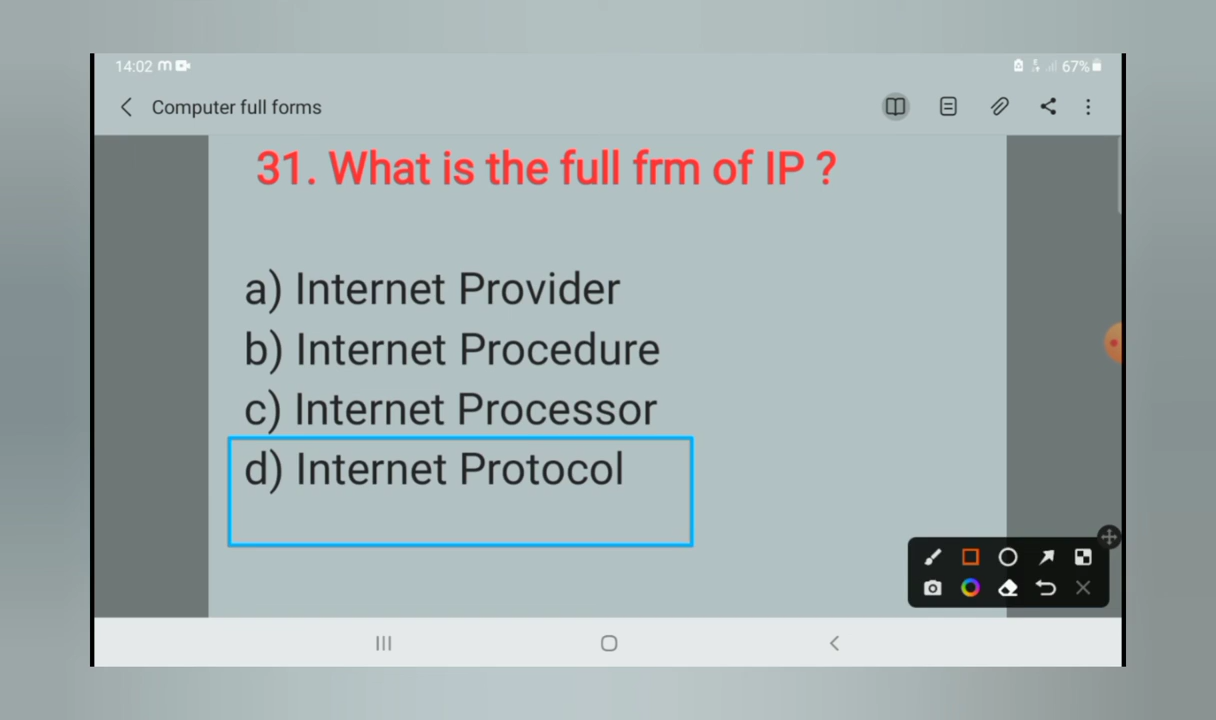 14:02 m
67%
Computer full forms
31. What is the full frm of IP ?
a) Internet Provider
b) Internet Procedure
c) Internet Processor
d) Internet Protocol